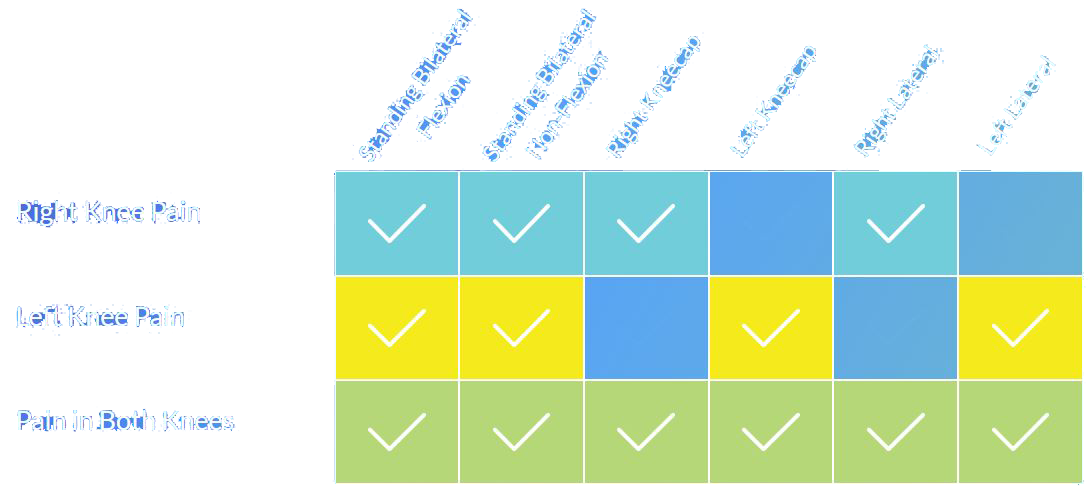 Standing Bilateral
Flexion
Standing Bilateral
Non-Flexion
Right Kneecap
Left Kneecap
Right Lateral
Left Lateral
Right Knee Pain
Left Knee Pain
Pain in Both Knees